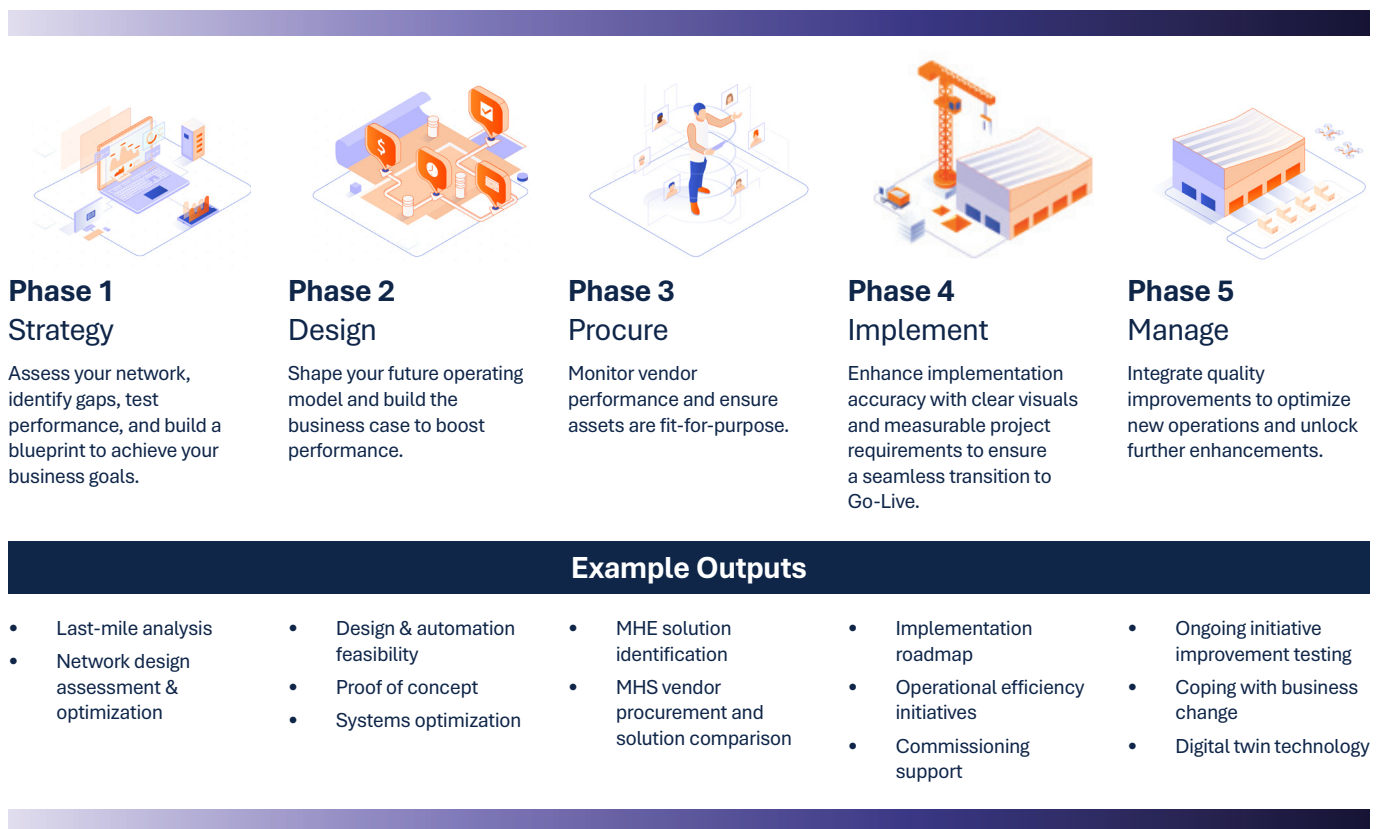 Phase 1
Strategy
Assess your network,
identify gaps, test
performance, and build a
blueprint to achieve your
business goals.
Phase 2
Design
Shape your future operating
model and build the
business case to boost
performance.
Phase 3
Procure
Monitor vendor
performance and ensure
assets are fit-for-purpose.
Phase 4
Implement
Enhance implementation
accuracy with clear visuals
and measurable project
requirements to ensure
a seamless transition to
Go-Live.
Phase 5
Manage
Integrate quality
improvements to optimize
new operations and unlock
further enhancements.
Example Outputs
• Last-mile analysis
• Network design
assessment &
optimization
• Design & automation
feasibility
• Proof of concept
• Systems optimization
• MHE solution
identification
• MHS vendor
procurement and
solution comparison
• Implementation
roadmap
• Operational efficiency
initiatives
• Commissioning
support
• Ongoing initiative
improvement testing
• Coping with business
change
• Digital twin technology